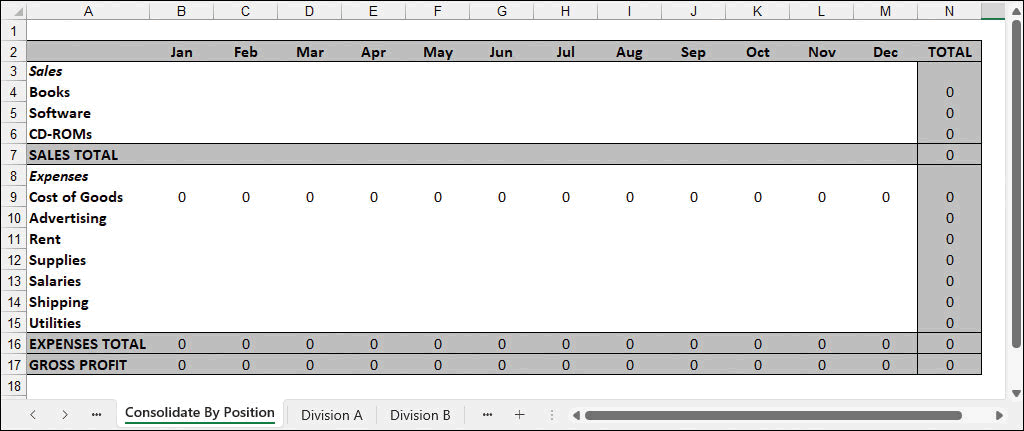 A B C D E F G H I J K L M N
1
2 Jan Feb Mar Apr May Jun Jul Aug Sep Oct Nov Dec TOTAL
3 Sales
4 Books 0
5 Software 0
6 CD-ROMs 0
7 SALES TOTAL 0
8 Expenses
9 Cost of Goods 0 0 0 0 0 0 0 0 0 0 0 0 0
10 Advertising 0
11 Rent 0
12 Supplies 0
13 Salaries 0
14 Shipping 0
15 Utilities 0
16 EXPENSES TOTAL 0 0 0 0 0 0 0 0 0 0 0 0 0
17 GROSS PROFIT 0 0 0 0 0 0 0 0 0 0 0 0 0
18
Consolidate By Position Division A Division B